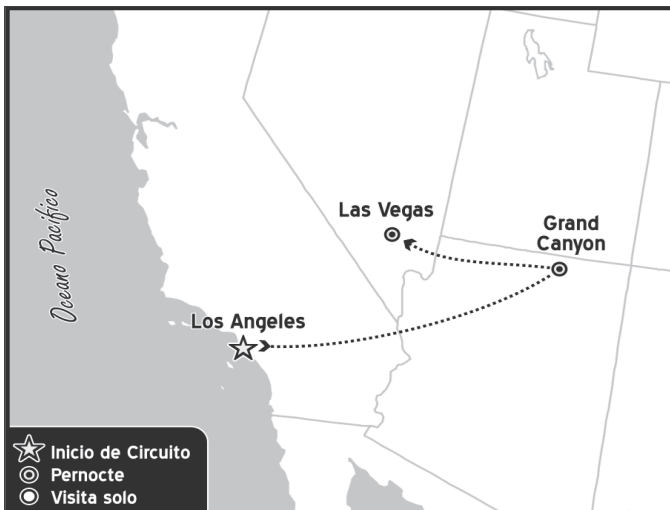 Las Vegas
Grand
Canyon
Oceano Pacifico
Los Angeles
Inicio de Circuito
Pernocte
Visita solo